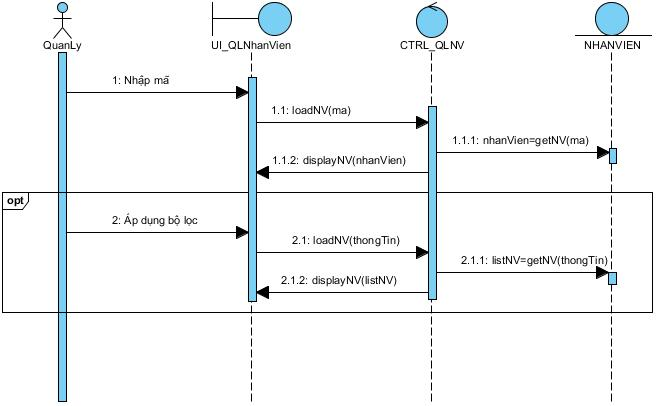 QuanLy
UI_QLNhanVien
CTRL_QLNV
NHANVIEN
1: Nhập mã
1.1: loadNV(ma)
1.1.1: nhanVien=getNV(ma)
1.1.2: displayNV(nhanVien)
opt
2: Áp dụng bộ lọc
2.1: loadNV(thongTin)
2.1.1: listNV=getNV(thongTin)
2.1.2: displayNV(listNV)